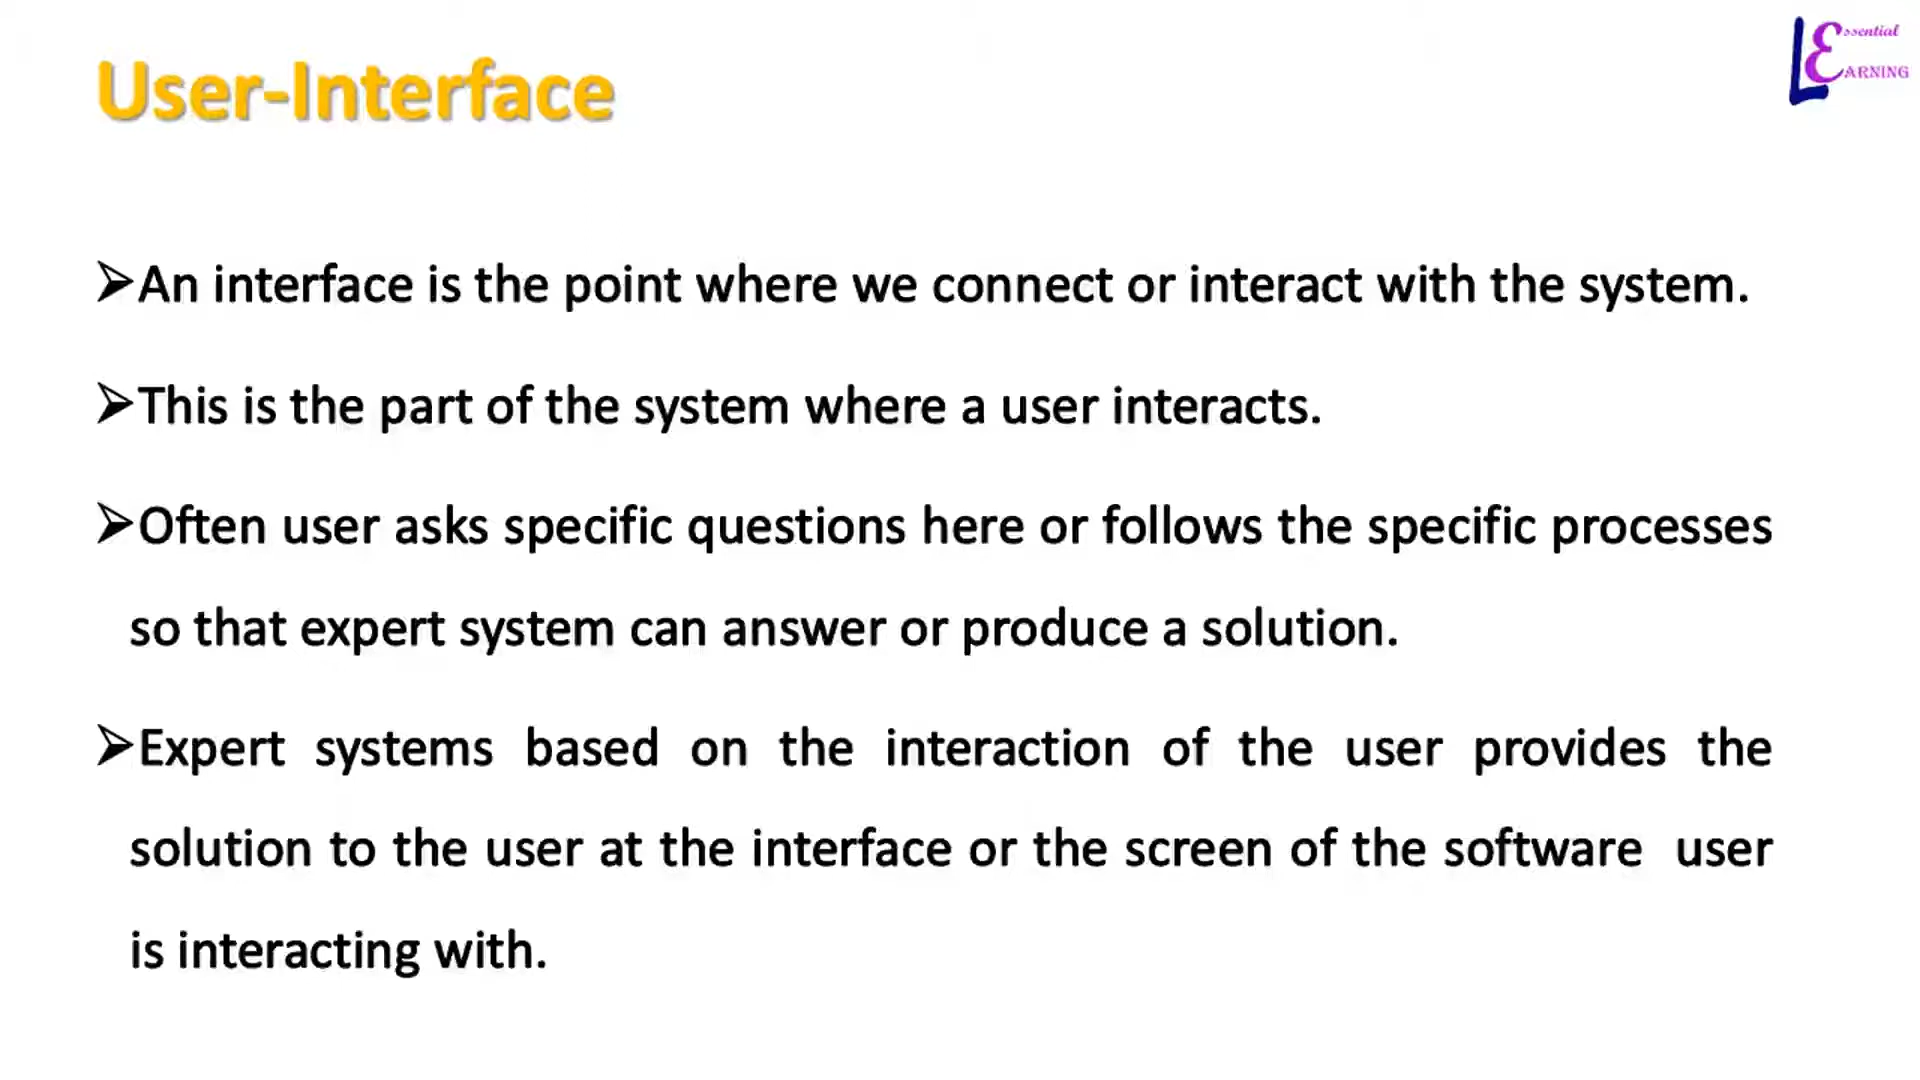 User-Interface
Essential
LEARNING
➢An interface is the point where we connect or interact with the system.
➢This is the part of the system where a user interacts.
➢Often user asks specific questions here or follows the specific processes
so that expert system can answer or produce a solution.
➢Expert systems based on the interaction of the user provides the
solution to the user at the interface or the screen of the software user
is interacting with.